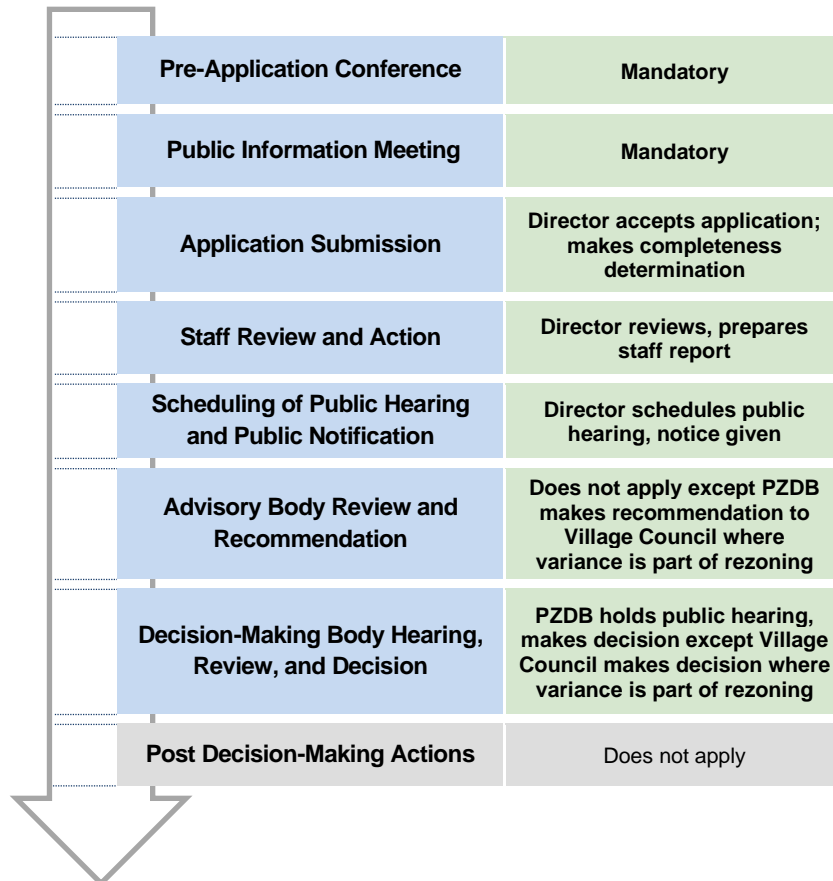 Pre-Application Conference
Mandatory
Public Information Meeting
Mandatory
Application Submission
Director accepts application;
makes completeness
determination
Staff Review and Action
Director reviews, prepares
staff report
Scheduling of Public Hearing
and Public Notification
Director schedules public
hearing, notice given
Advisory Body Review and
Recommendation
Does not apply except PZDB
makes recommendation to
Village Council where
variance is part of rezoning
Decision-Making Body Hearing,
Review, and Decision
PZDB holds public hearing,
makes decision except Village
Council makes decision where
variance is part of rezoning
Post Decision-Making Actions
Does not apply